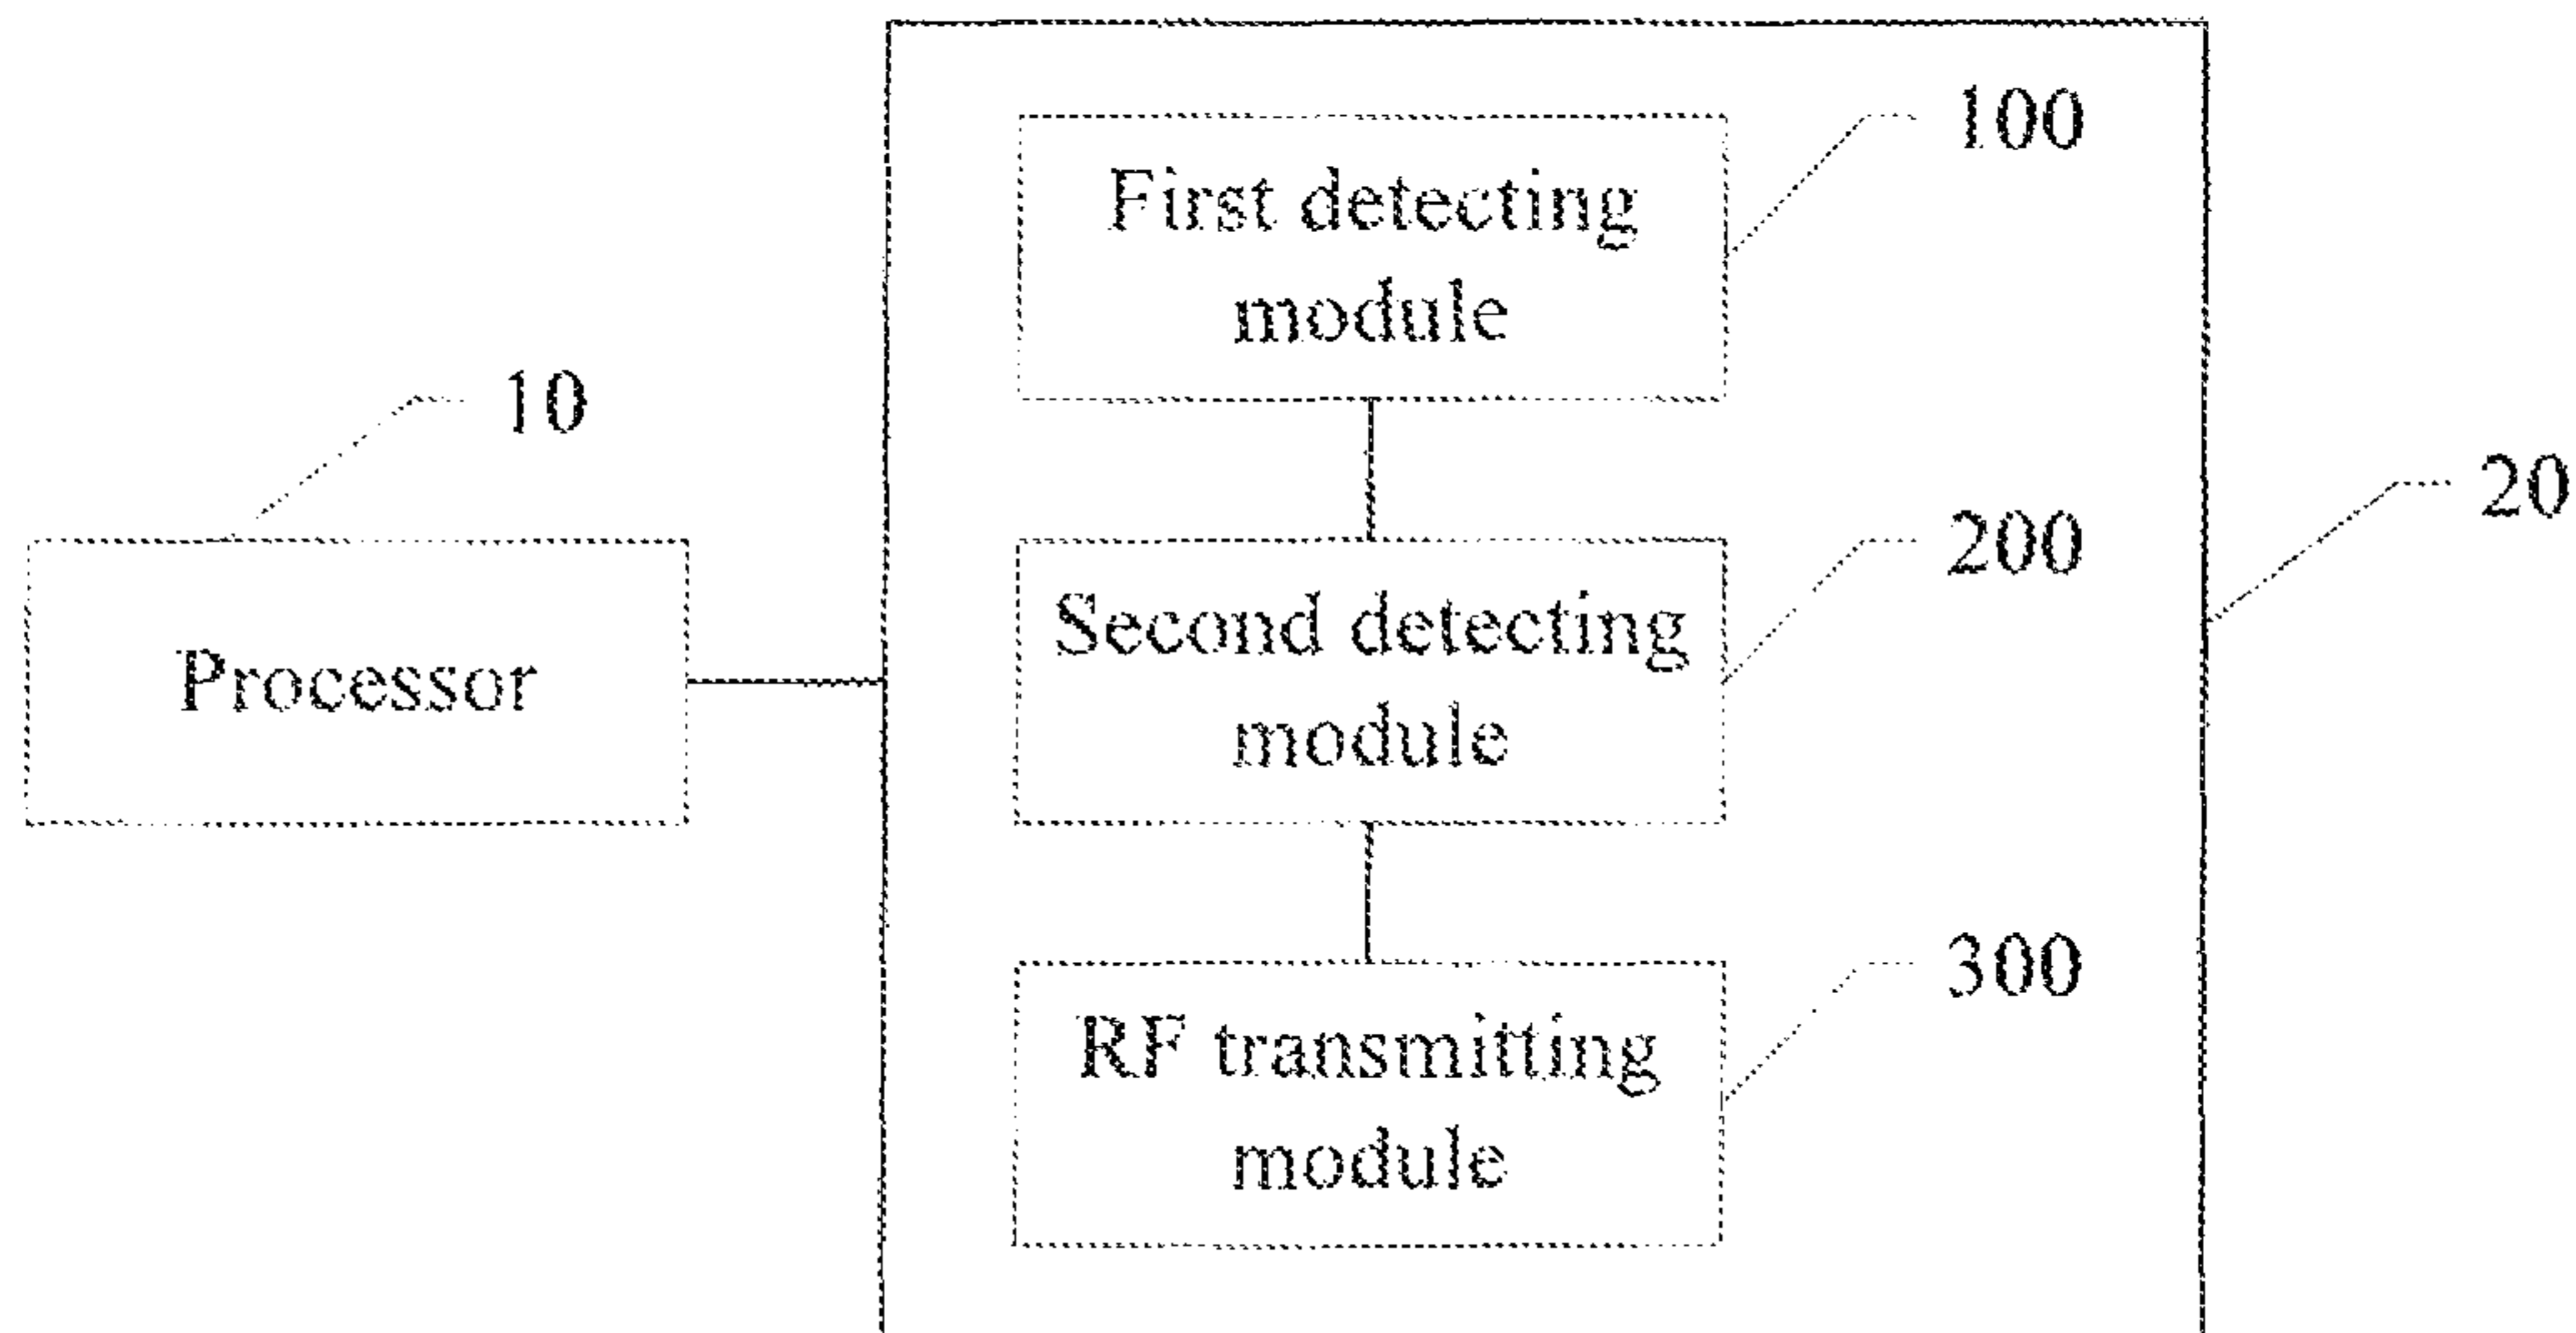 100
First detecting
module
10
20
200
Processor
Second detecting
module
300
RF transmitting
module